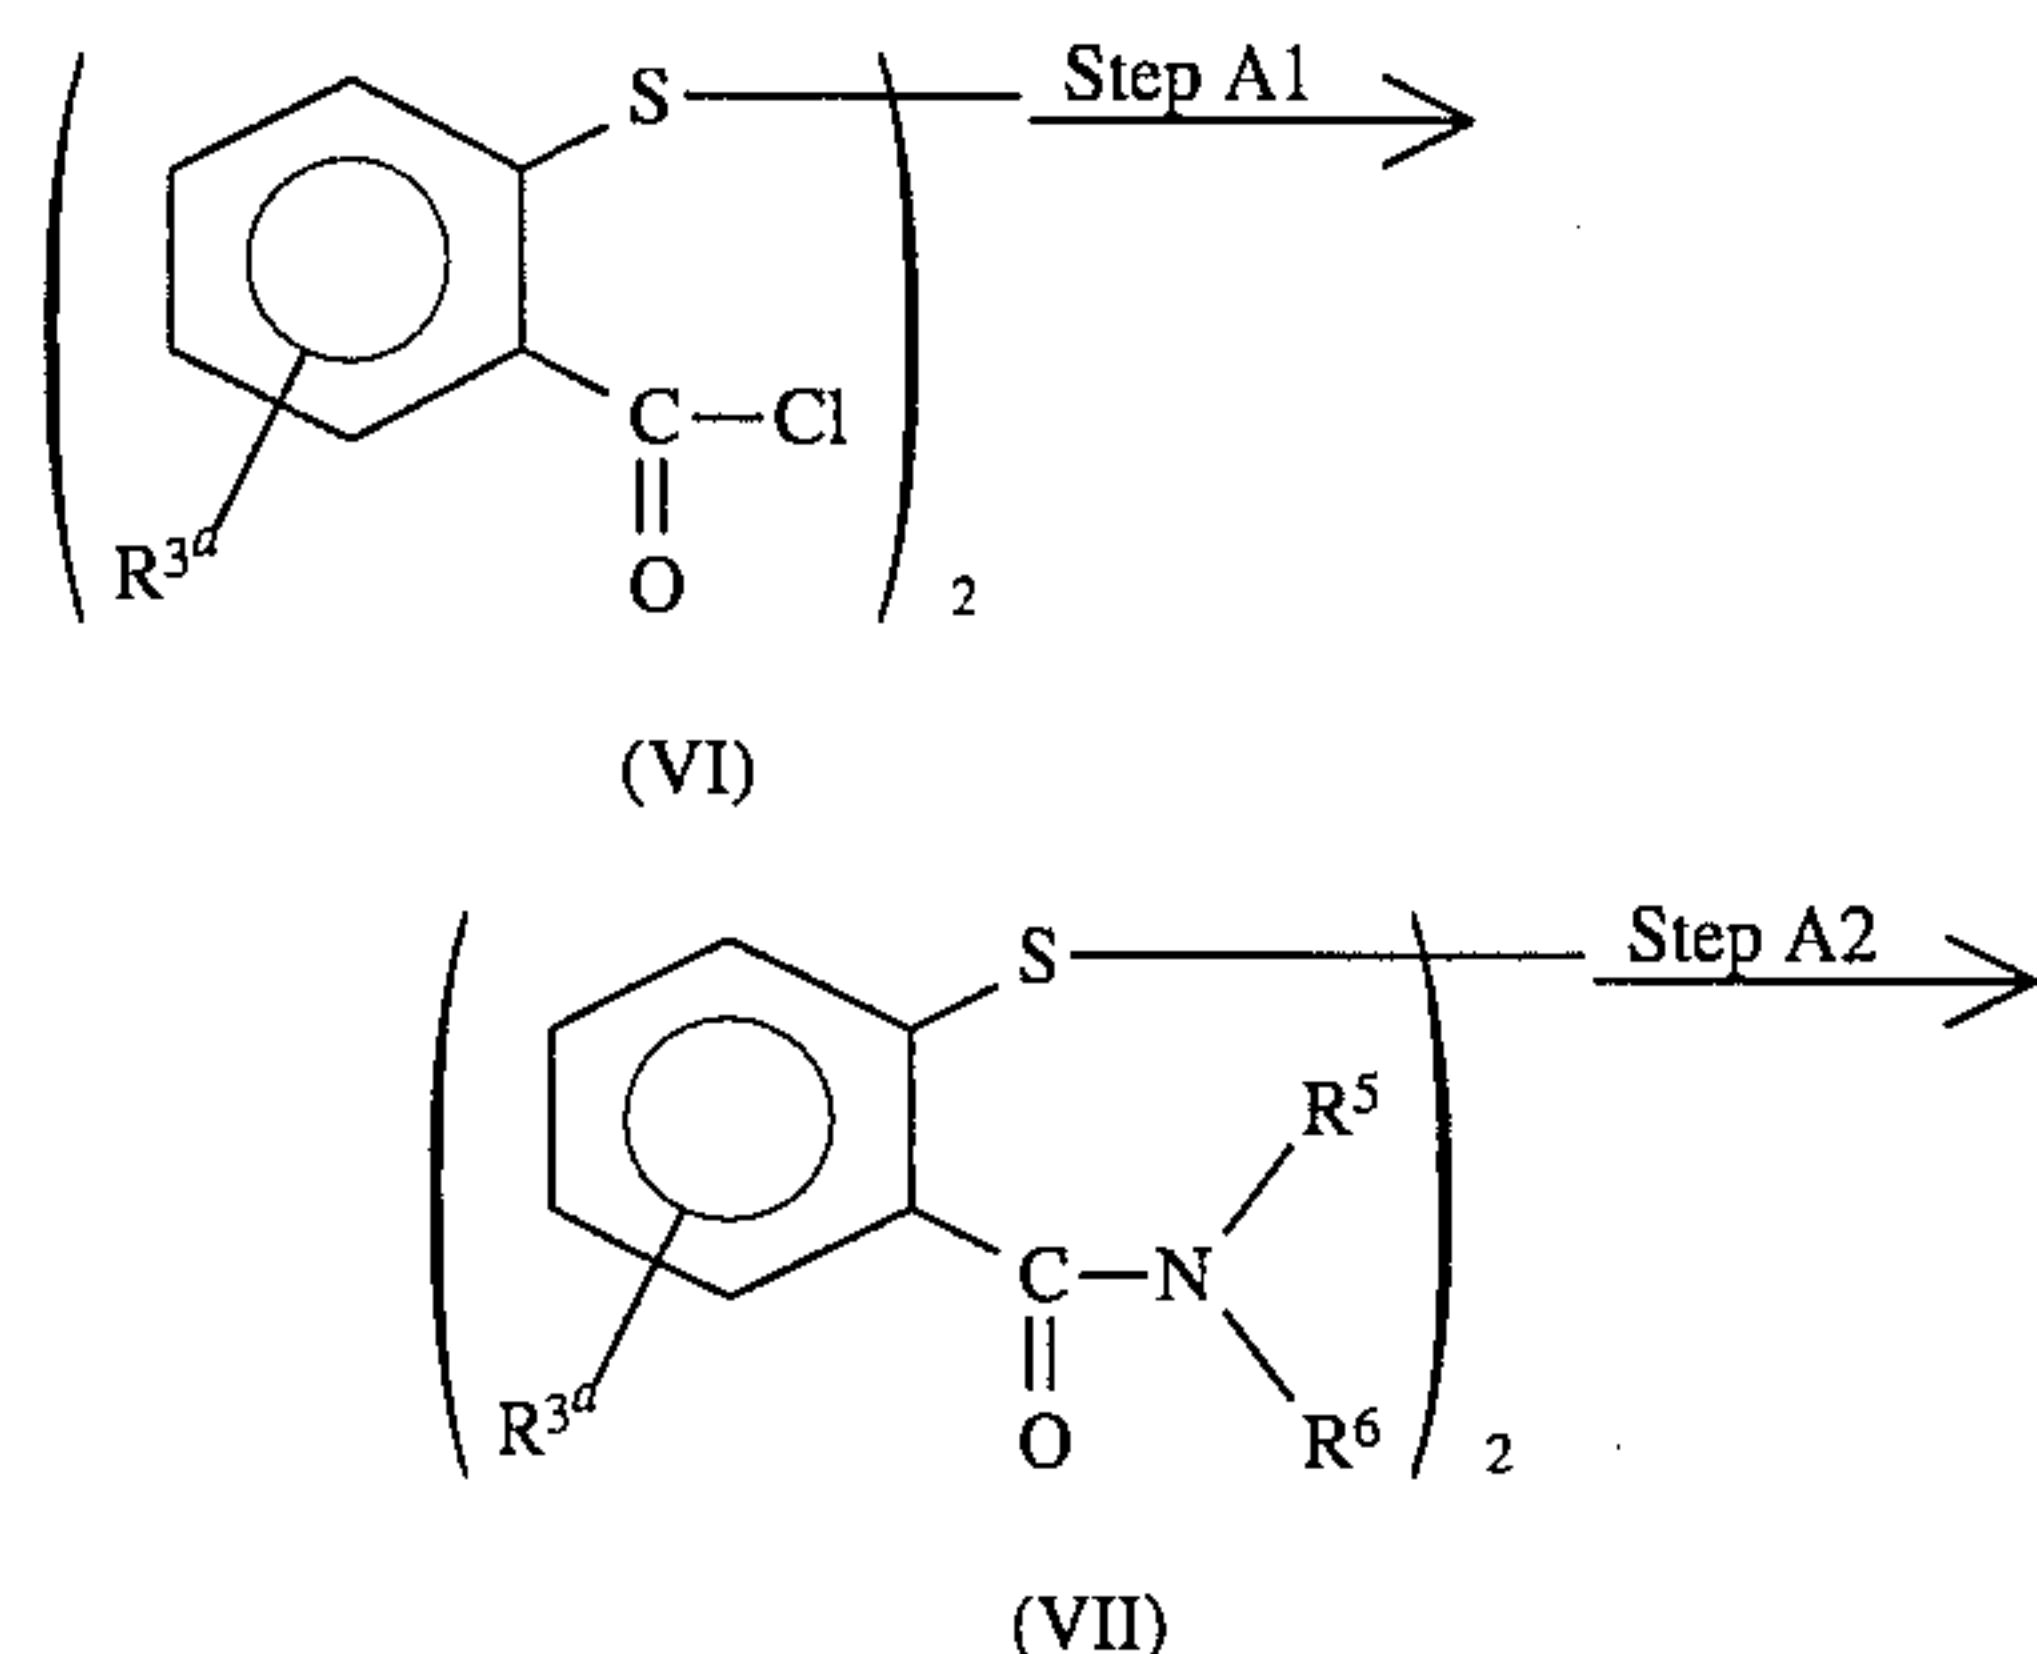 S Step A1
C—Cl
R³ᵃ O 2
(VI)
S Step A2
R⁵
C—N
R³ᵃ O R⁶ 2
(VII)